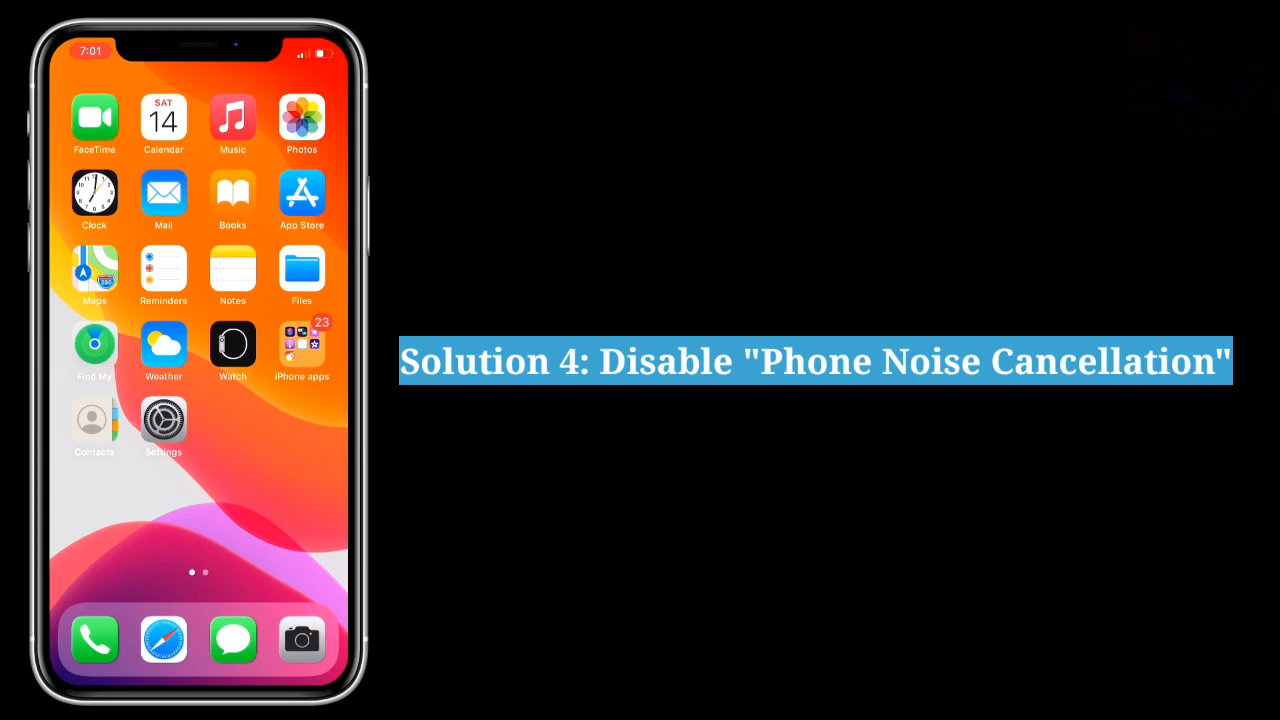 7:01
SAT
14
FaceTime Calendar Music Photos
Clock Mail Books App Store
280
Maps Reminders Notes Files
23
Find My Weather Watch iPhone apps
Contacts Settings
Solution 4: Disable "Phone Noise Cancellation"